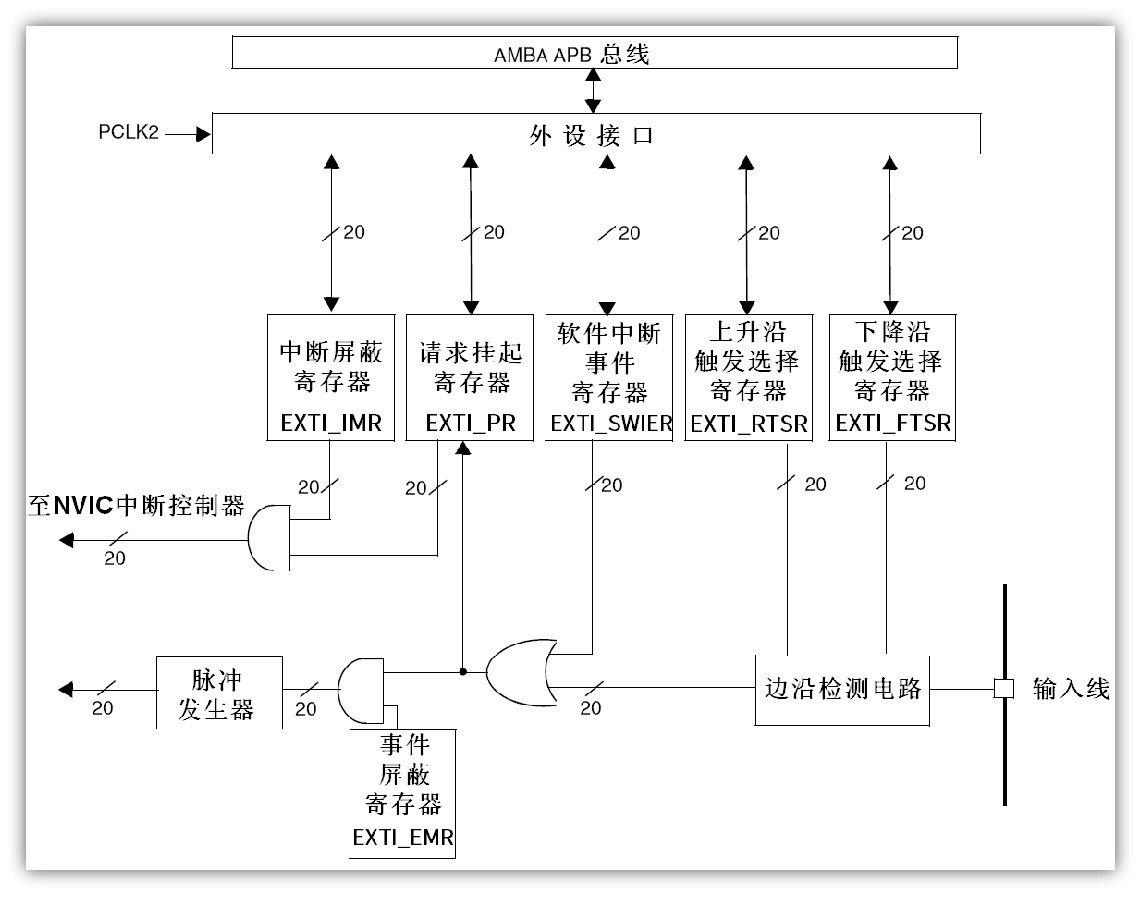 AMBA APB 总线
PCLK2
外设接口
20
20
20
20
20
中断屏蔽
寄存器
EXTI_IMR
请求挂起
寄存器
EXTI_PR
软件中断
事件
寄存器
EXTI_SWIER
上升沿
触发选择
寄存器
EXTI_RTSR
下降沿
触发选择
寄存器
EXTI_FTSR
20
20
20
20
20
至NVIC中断控制器
20
脉冲
发生器
边沿检测电路
输入线
20
20
20
事件
屏蔽
寄存器
EXTI_EMR